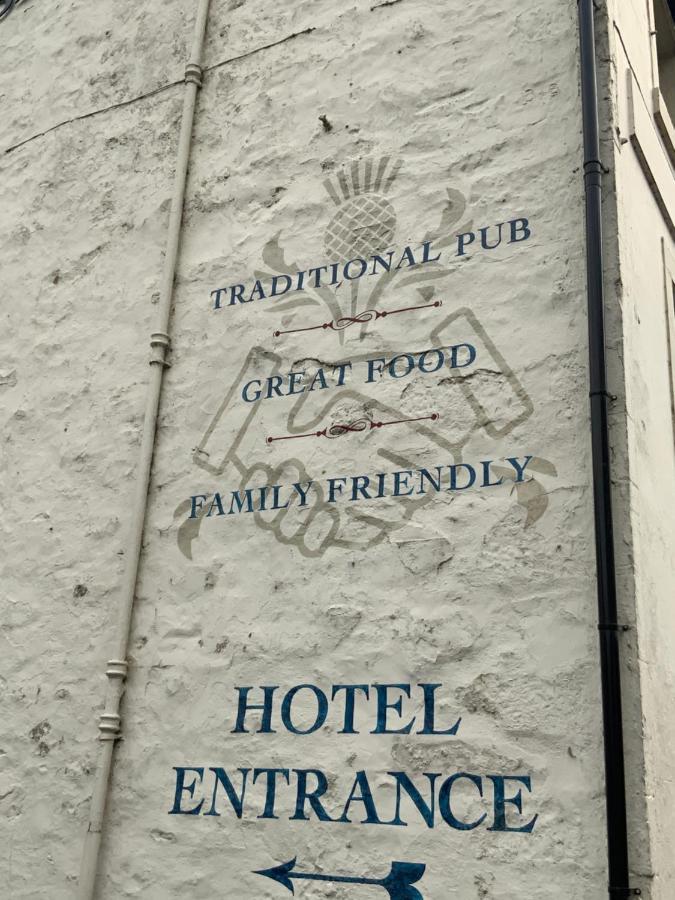 TRADITIONAL PUB
GREAT FOOD
FAMILY FRIENDLY
HOTEL
ENTRANCE